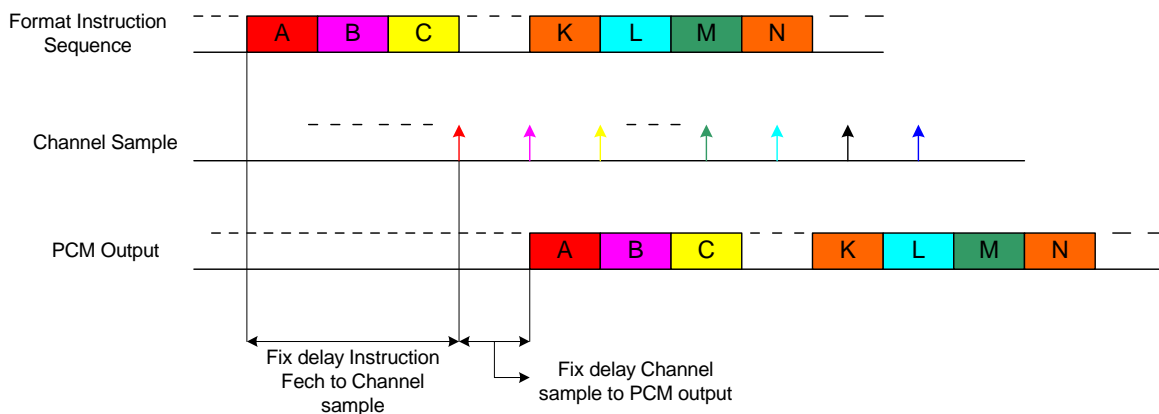 Format Instruction
Sequence
A B C K L M N
Channel Sample
PCM Output
A B C K L M N
Fix delay Instruction
Fech to Channel
sample
Fix delay Channel
sample to PCM output